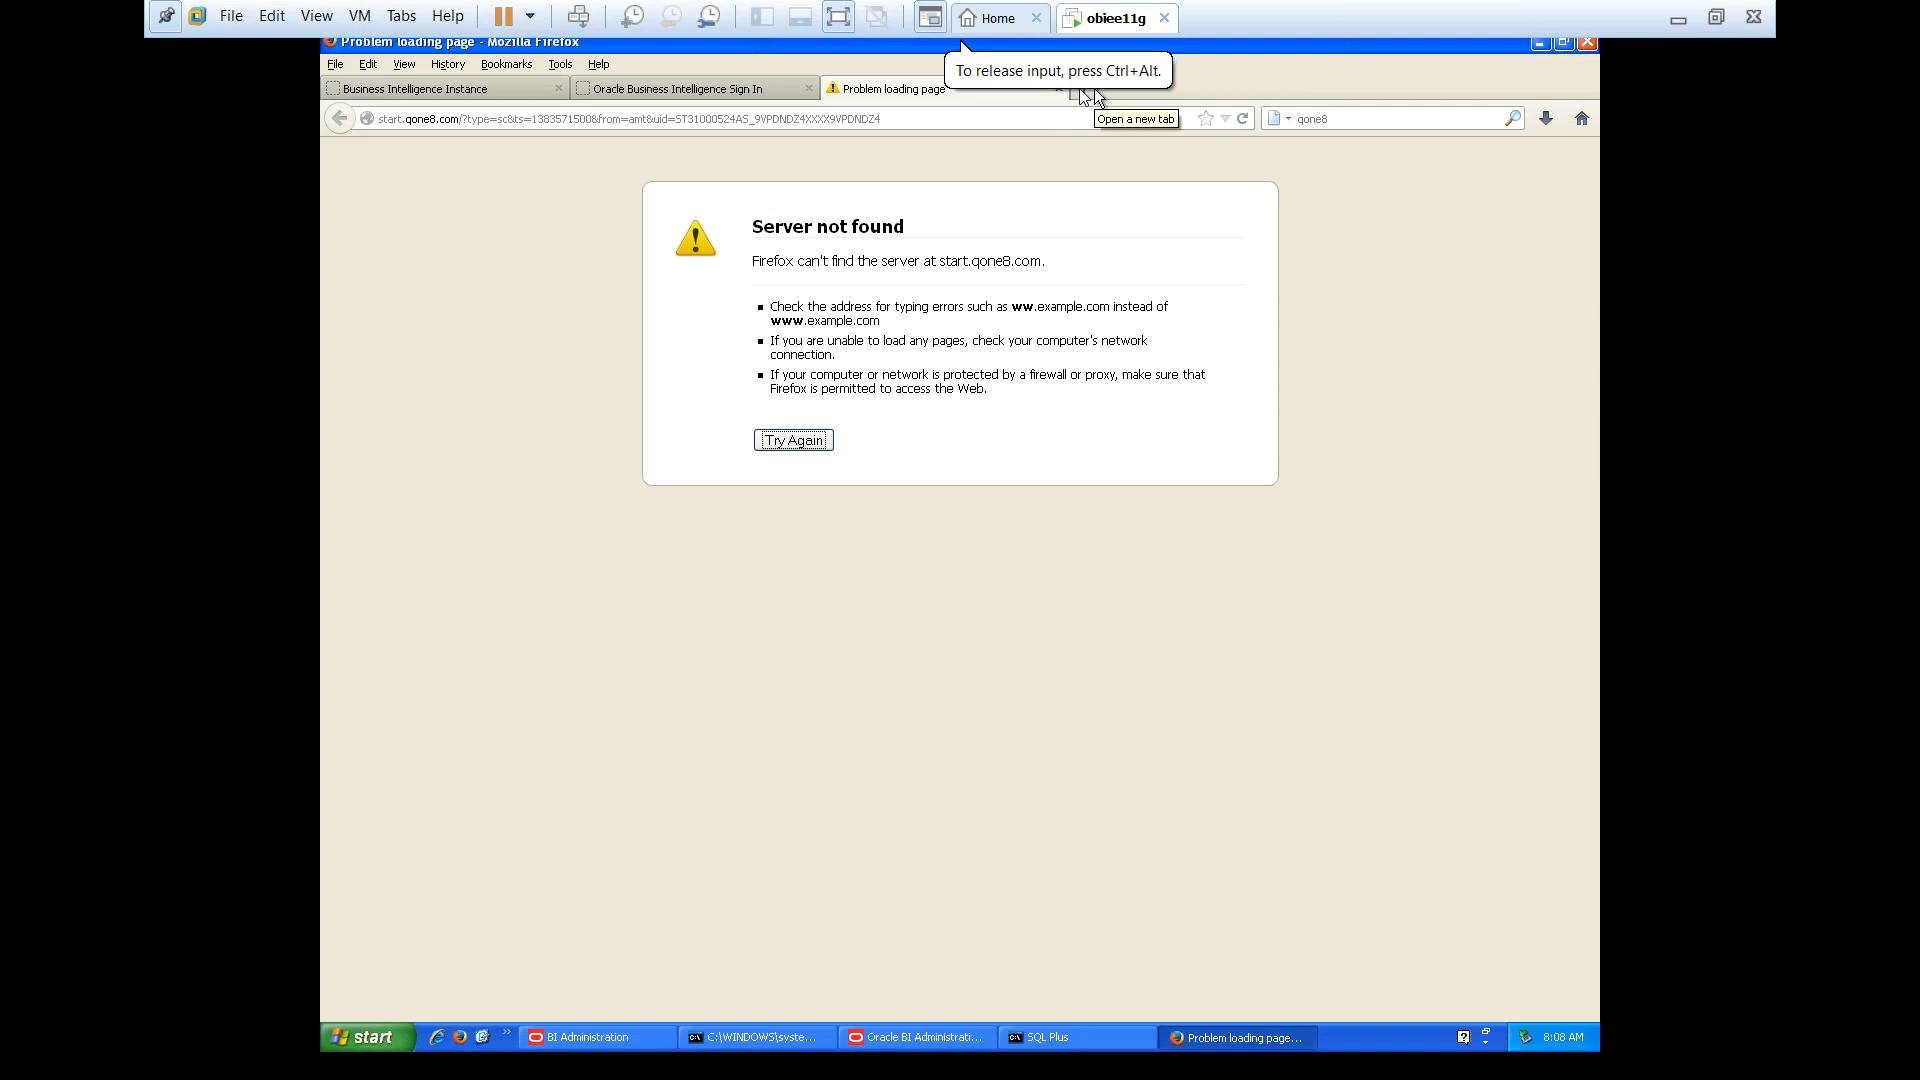 File Edit View VM Tabs Help Home obiee11g
Problem loading page - Mozilla Firefox
To release input, press Ctrl+Alt.
File Edit View History Bookmarks Tools Help
Business Intelligence Instance Oracle Business Intelligence Sign In Problem loading page
start.qone8.com/?type=sc&ts=1383571500&from=amt&uid=ST31000524AS_9VPDNDZ4XXXX9VPDNDZ4 qone8
Open a new tab
Server not found
Firefox can't find the server at start.qone8.com.
Check the address for typing errors such as ww.example.com instead of
www.example.com
If you are unable to load any pages, check your computer's network
connection.
If your computer or network is protected by a firewall or proxy, make sure that
Firefox is permitted to access the Web.
Try Again
start BI Administration C:\WINDOWS\syste... Oracle BI Administrati... SQL Plus Problem loading page... 8:08 AM